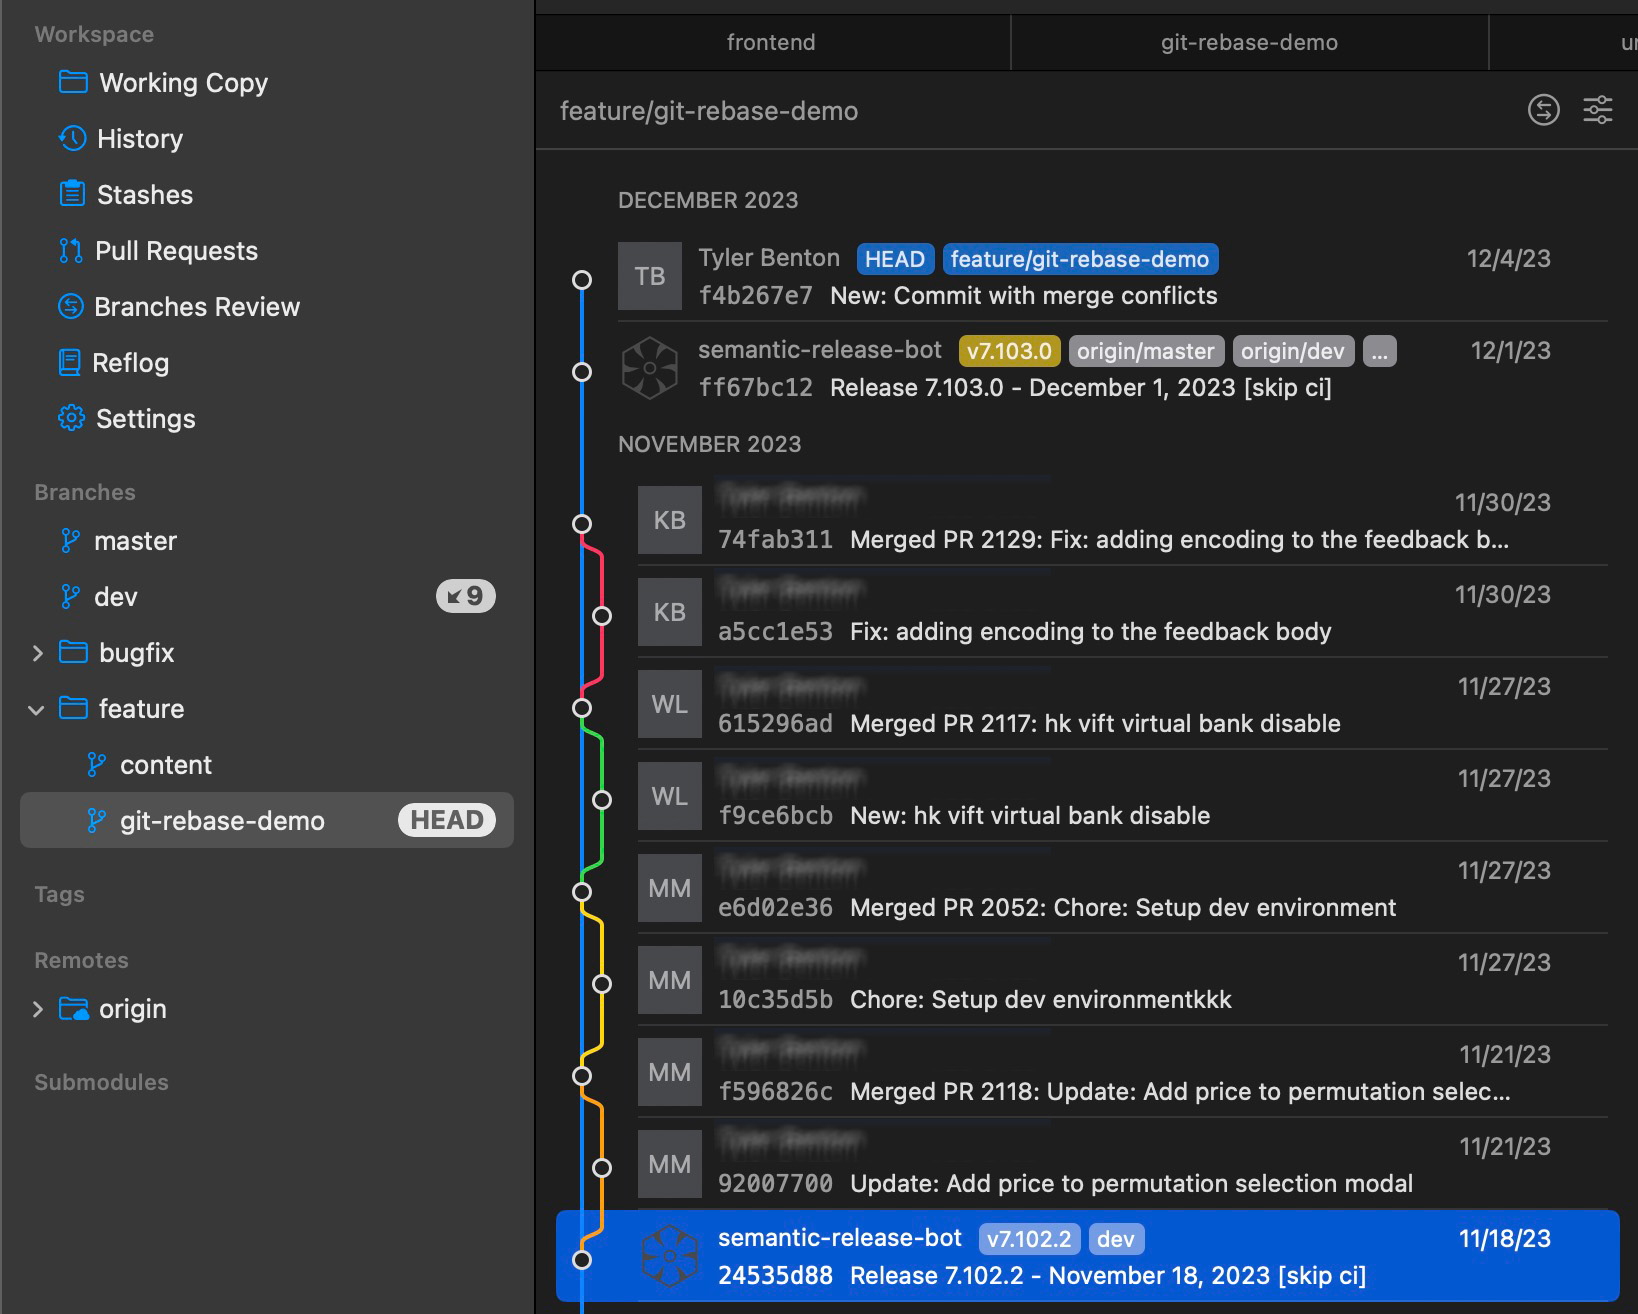 Workspace
Working Copy
History
Stashes
Pull Requests
Branches Review
Reflog
Settings
Branches
master
dev 9
bugfix
feature
content
git-rebase-demo HEAD
Tags
Remotes
origin
Submodules
frontend
git-rebase-demo
feature/git-rebase-demo
DECEMBER 2023
TB
Tyler Benton HEAD feature/git-rebase-demo 12/4/23
f4b267e7 New: Commit with merge conflicts
semantic-release-bot v7.103.0 origin/master origin/dev ... 12/1/23
ff67bc12 Release 7.103.0 - December 1, 2023 [skip ci]
NOVEMBER 2023
KB
11/30/23
74fab311 Merged PR 2129: Fix: adding encoding to the feedback b...
KB
11/30/23
a5cc1e53 Fix: adding encoding to the feedback body
WL
11/27/23
615296ad Merged PR 2117: hk vift virtual bank disable
WL
11/27/23
f9ce6bcb New: hk vift virtual bank disable
MM
11/27/23
e6d02e36 Merged PR 2052: Chore: Setup dev environment
MM
11/27/23
10c35d5b Chore: Setup dev environmentkkk
MM
11/21/23
f596826c Merged PR 2118: Update: Add price to permutation selec...
MM
11/21/23
92007700 Update: Add price to permutation selection modal
semantic-release-bot v7.102.2 dev 11/18/23
24535d88 Release 7.102.2 - November 18, 2023 [skip ci]